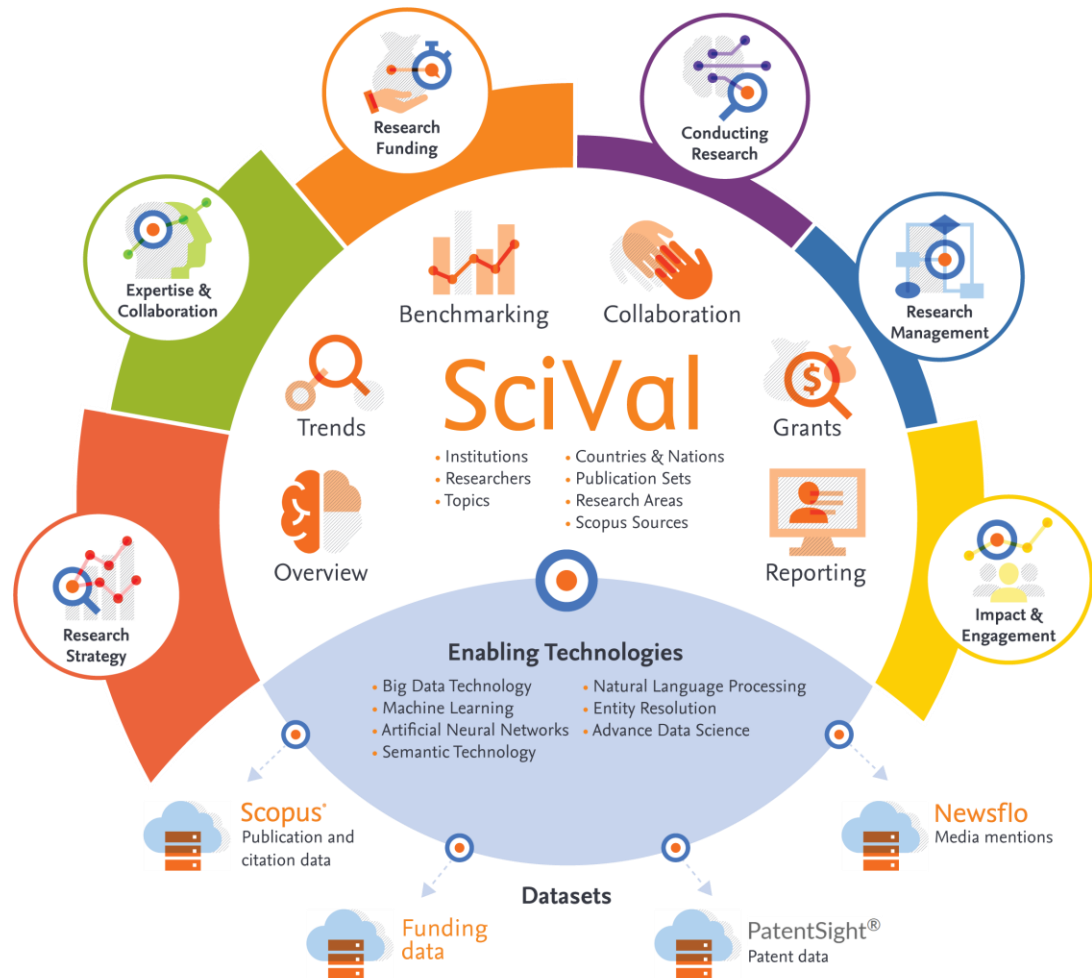 Research
Funding
Conducting
Research
Expertise &
Collaboration
Research
Management
Benchmarking
Collaboration
Trends
SciVal
Grants
• Institutions
• Researchers
• Topics
• Countries & Nations
• Publication Sets
• Research Areas
• Scopus Sources
Overview
Reporting
Research
Strategy
Impact &
Engagement
Enabling Technologies
• Big Data Technology
• Machine Learning
• Artificial Neural Networks
• Semantic Technology
• Natural Language Processing
• Entity Resolution
• Advance Data Science
Scopus®
Publication and
citation data
Newsflo
Media mentions
Datasets
Funding
data
PatentSight®
Patent data
$